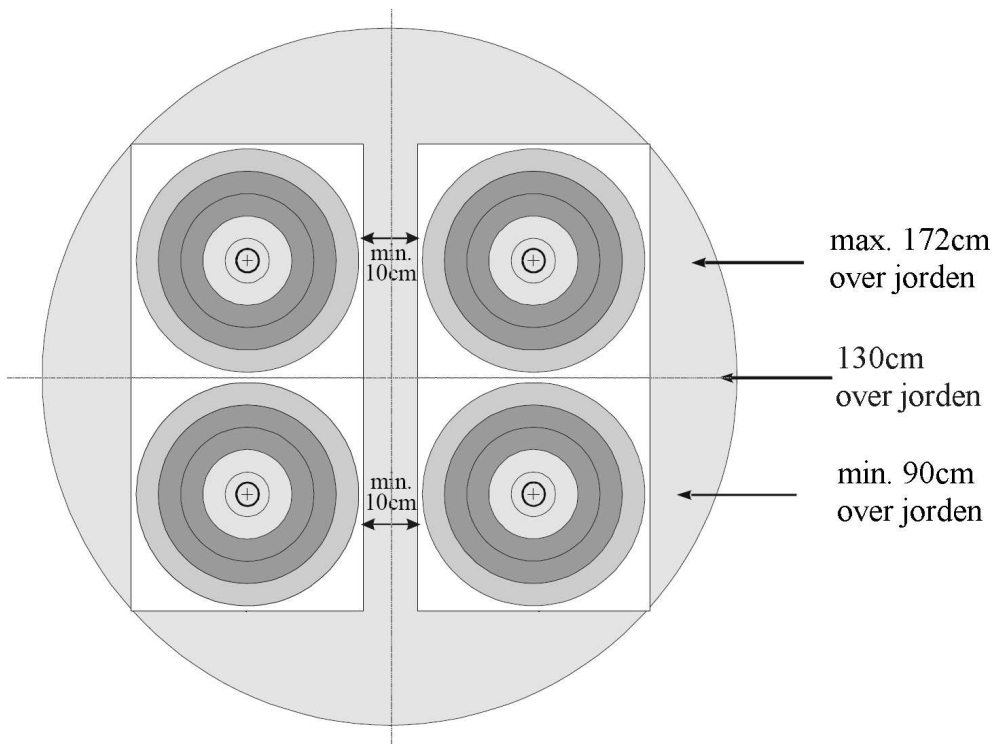 max. 172cm
over jorden
min.
10cm
130cm
over jorden
min.
10cm
min. 90cm
over jorden